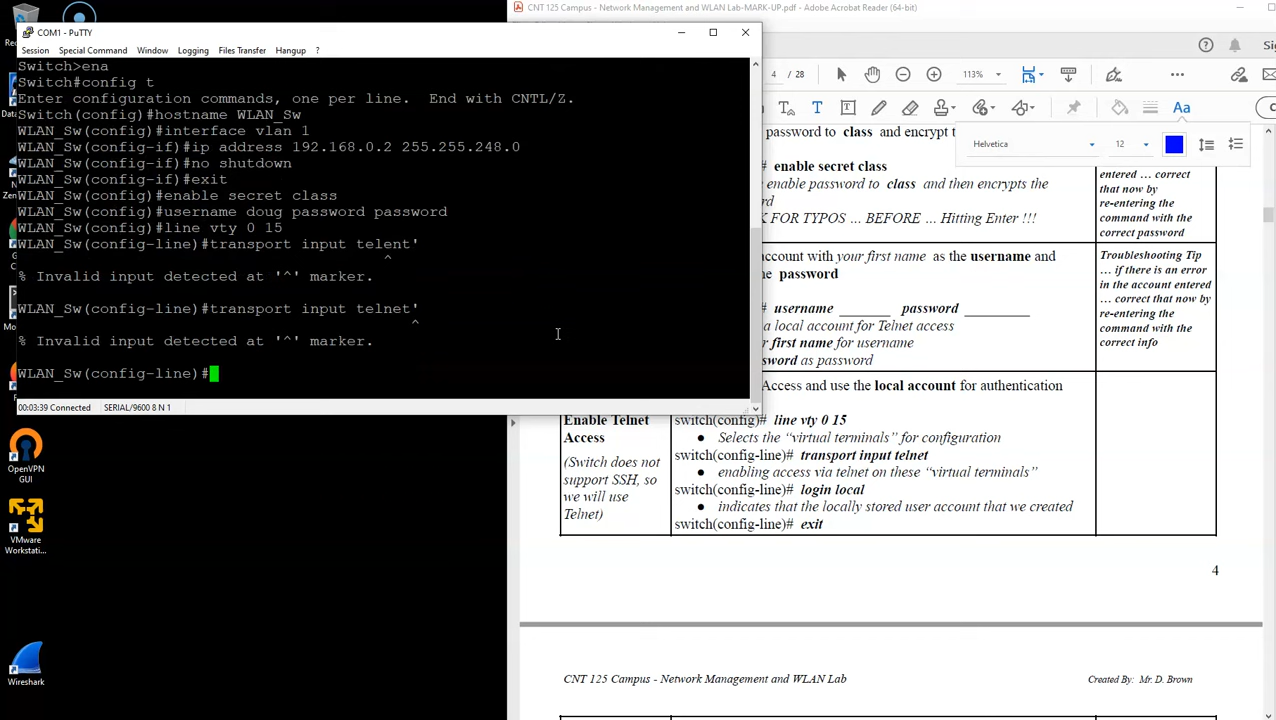 CNT 125 Campus - Network Management and WLAN Lab-MARK-UP.pdf - Adobe Acrobat Reader (64-bit)
COM1 - PuTTY
Session Special Command Window Logging Files Transfer Hangup ?
Switch>ena
Switch#config t
Enter configuration commands, one per line. End with CNTL/Z.
Switch(config)#hostname WLAN_Sw
WLAN_Sw(config)#interface vlan 1
WLAN_Sw(config-if)#ip address 192.168.0.2 255.255.248.0
WLAN_Sw(config-if)#no shutdown
WLAN_Sw(config-if)#exit
WLAN_Sw(config)#enable secret class
WLAN_Sw(config)#username doug password password
WLAN_Sw(config)#line vty 0 15
WLAN_Sw(config-line)#transport input telent'
^
% Invalid input detected at '^' marker.
WLAN_Sw(config-line)#transport input telnet'
^
% Invalid input detected at '^' marker.
WLAN_Sw(config-line)#
00:03:39 Connected SERIAL/9600 8 N 1
4 / 28 113%
Aa
Helvetica 12
password to class and encrypt
# enable secret class
enable password to class and then encrypts the
K FOR TYPOS … BEFORE … Hitting Enter !!!
entered … correct
that now by
re-entering the
command with the
correct password
account with your first name as the username and
password
# username _______ password _________
a local account for Telnet access
first name for username
as password
Troubleshooting Tip
… if there is an error
in the account entered
… correct that now by
re-entering the
command with the
correct info
Access and use the local account for authentication
Enable Telnet
Access
(Switch does not
support SSH, so
we will use
Telnet)
switch(config)# line vty 0 15
● Selects the “virtual terminals” for configuration
switch(config-line)# transport input telnet
● enabling access via telnet on these “virtual terminals”
switch(config-line)# login local
● indicates that the locally stored user account that we created
switch(config-line)# exit
4
CNT 125 Campus - Network Management and WLAN Lab
Created By: Mr. D. Brown
OpenVPN
GUI
VMware
Workstati...
Wireshark